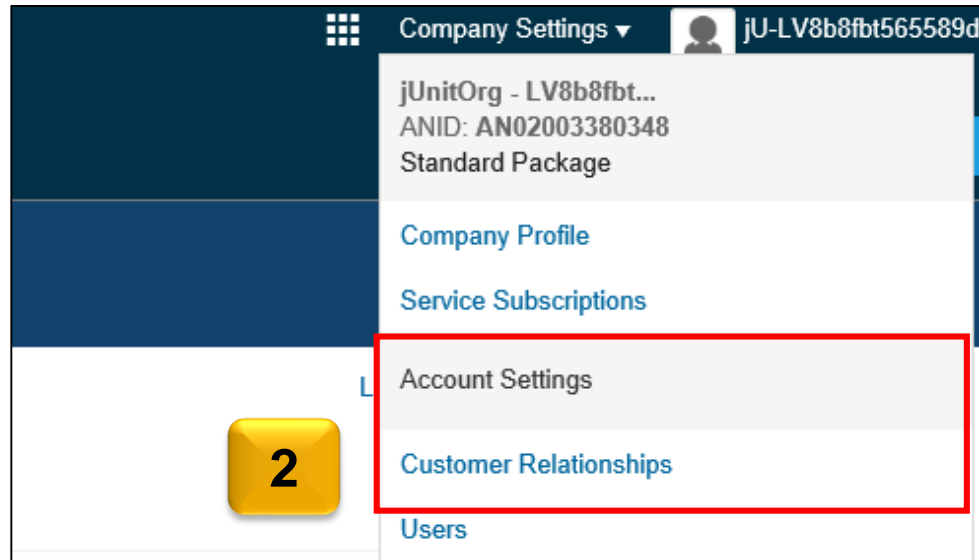 Company Settings ▾
jU-LV8b8fbt565589d
jUnitOrg - LV8b8fbt...
ANID: AN02003380348
Standard Package
Company Profile
Service Subscriptions
L
Account Settings
2
Customer Relationships
Users